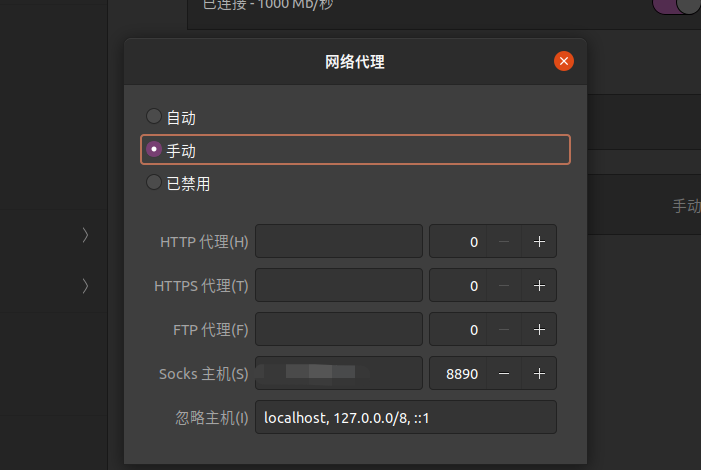 已连接 - 1000 Mb/秒
网络代理
自动
手动
已禁用
手动
HTTP 代理(H) 0 − +
HTTPS 代理(T) 0 − +
FTP 代理(F) 0 − +
Socks 主机(S) 8890 − +
忽略主机(I) localhost, 127.0.0.0/8, ::1